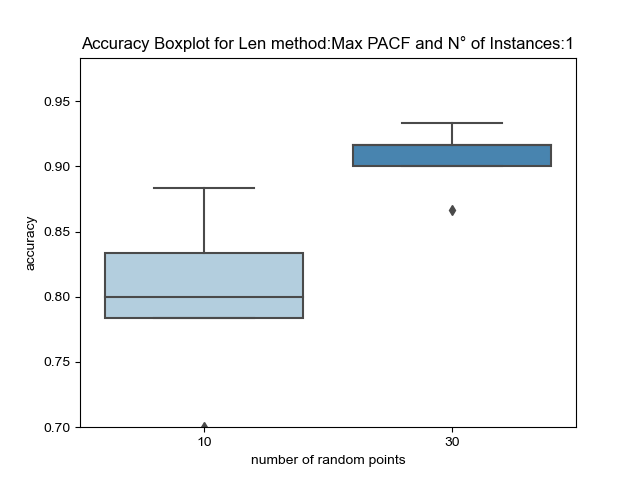 Accuracy Boxplot for Len method:Max PACF and N° of Instances:1
0.95
0.90
0.85
0.80
0.75
0.70
accuracy
10
30
number of random points